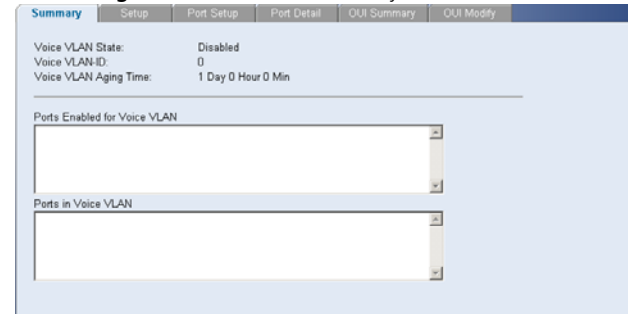 Summary Setup Port Setup Port Detail OUI Summary OUI Modify
Voice VLAN State: Disabled
Voice VLAN-ID: 0
Voice VLAN Aging Time: 1 Day 0 Hour 0 Min
Ports Enabled for Voice VLAN
Ports in Voice VLAN